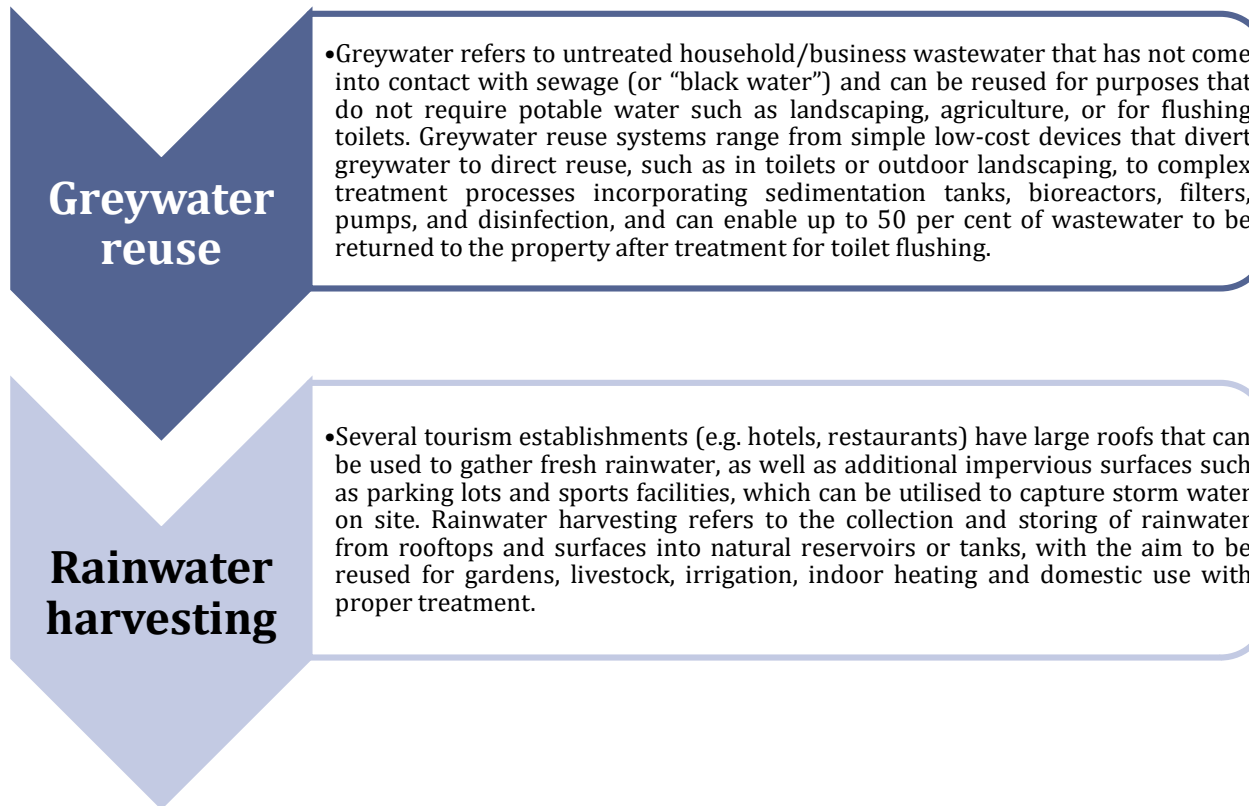 Greywater
reuse
•Greywater refers to untreated household/business wastewater that has not come
into contact with sewage (or “black water”) and can be reused for purposes that
do not require potable water such as landscaping, agriculture, or for flushing
toilets. Greywater reuse systems range from simple low-cost devices that divert
greywater to direct reuse, such as in toilets or outdoor landscaping, to complex
treatment processes incorporating sedimentation tanks, bioreactors, filters,
pumps, and disinfection, and can enable up to 50 per cent of wastewater to be
returned to the property after treatment for toilet flushing.
Rainwater
harvesting
•Several tourism establishments (e.g. hotels, restaurants) have large roofs that can
be used to gather fresh rainwater, as well as additional impervious surfaces such
as parking lots and sports facilities, which can be utilised to capture storm water
on site. Rainwater harvesting refers to the collection and storing of rainwater
from rooftops and surfaces into natural reservoirs or tanks, with the aim to be
reused for gardens, livestock, irrigation, indoor heating and domestic use with
proper treatment.